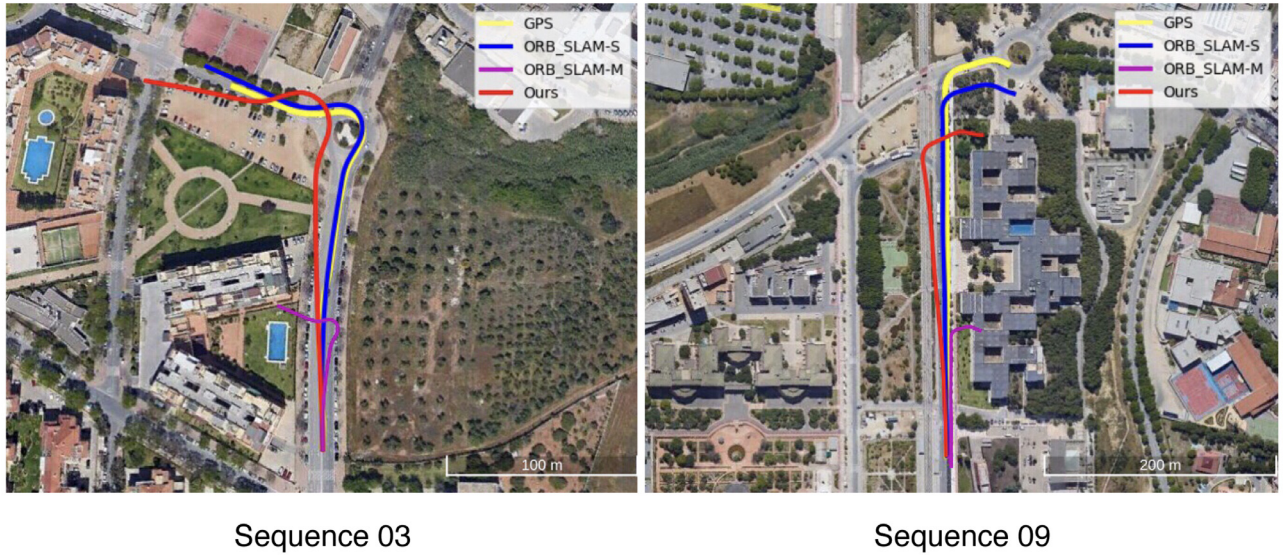 GPS
ORB_SLAM-S
ORB_SLAM-M
Ours
100 m
GPS
ORB_SLAM-S
ORB_SLAM-M
Ours
200 m
Sequence 03
Sequence 09